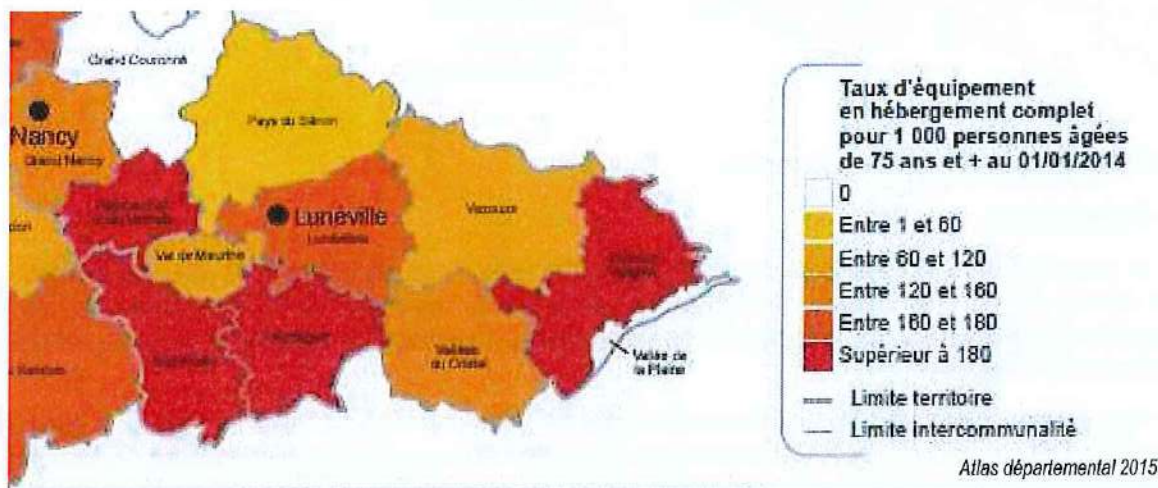 Grand Couronné
Nancy
Grand Nancy
Pays du Sânon
Lunéville
Vezouze
Val de Meurthe
Vallées
du Cristal
Vallée de
la Plaine
Taux d'équipement
en hébergement complet
pour 1 000 personnes âgées
de 75 ans et + au 01/01/2014
0
Entre 1 et 60
Entre 60 et 120
Entre 120 et 160
Entre 160 et 180
Supérieur à 180
Limite territoire
Limite intercommunalité
Atlas départemental 2015